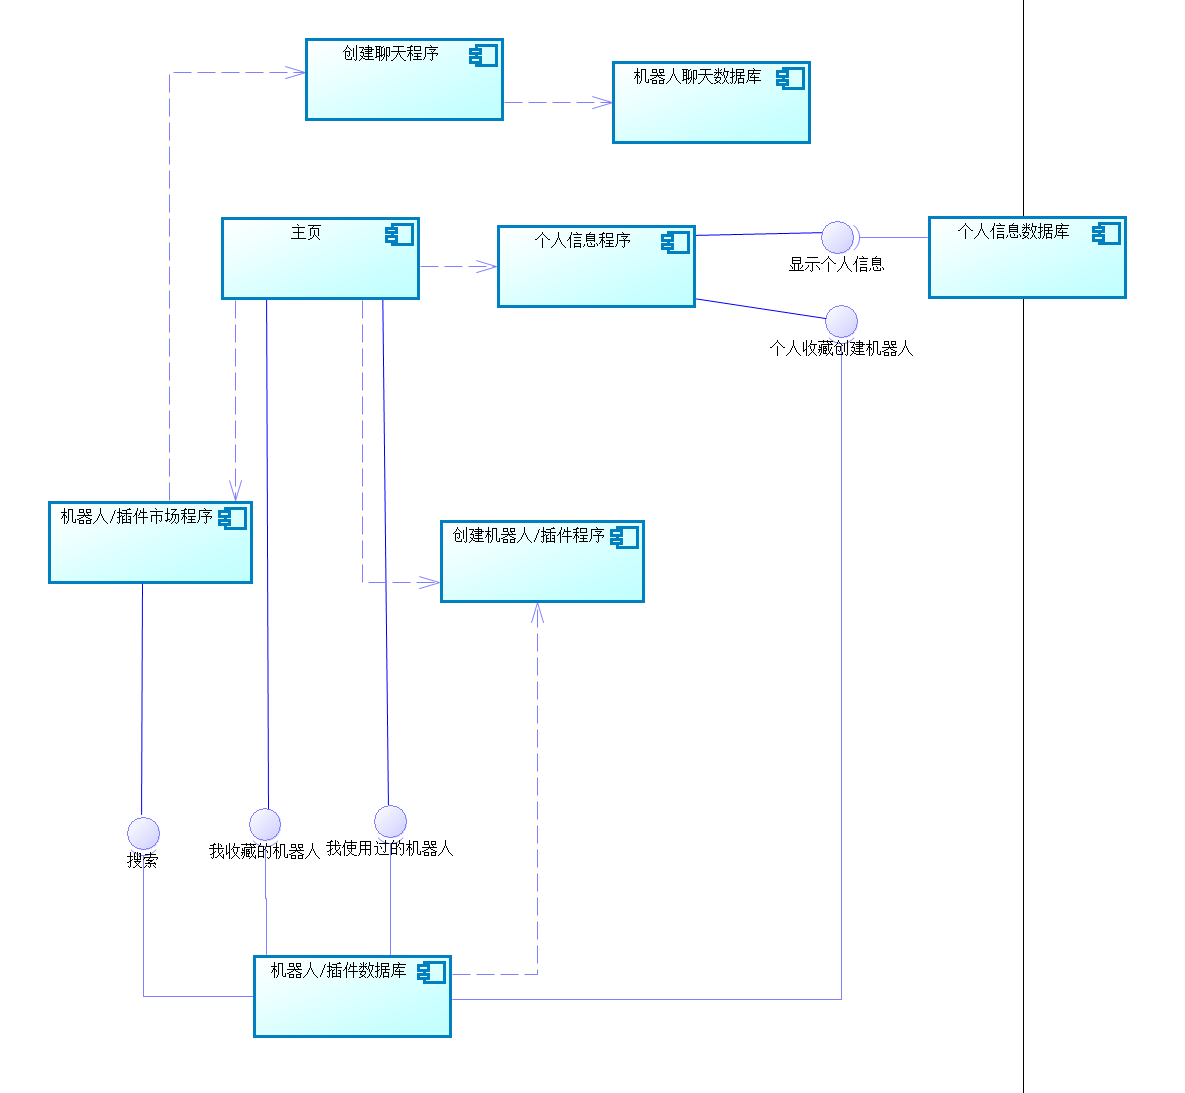 创建聊天程序
机器人聊天数据库
主页
个人信息程序
个人信息数据库
显示个人信息
个人收藏创建机器人
机器人/插件市场程序
创建机器人/插件程序
搜索
我收藏的机器人
我使用过的机器人
机器人/插件数据库